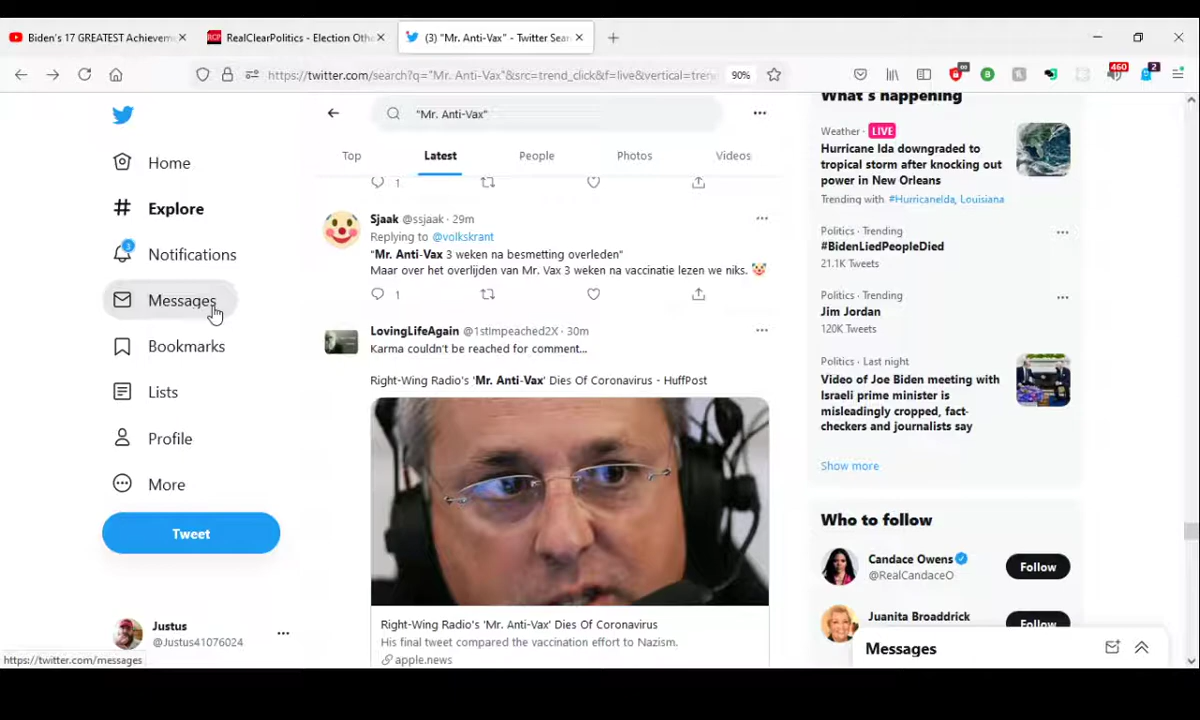 Biden's 17 GREATEST Achievem
RealClearPolitics - Election Oth
(3) "Mr. Anti-Vax" - Twitter Sear
https://twitter.com/search?q="Mr. Anti-Vax"&src=trend_click&f=live&vertical=tren
90%
460
2
Home
Explore
3
Notifications
Messages
Bookmarks
Lists
Profile
More
Tweet
Justus
@Justus41076024
https://twitter.com/messages
"Mr. Anti-Vax"
Top
Latest
People
Photos
Videos
1
Sjaak @ssjaak · 29m
Replying to @volkskrant
"Mr. Anti-Vax 3 weken na besmetting overleden"
Maar over het overlijden van Mr. Vax 3 weken na vaccinatie lezen we niks.
1
LovingLifeAgain @1stImpeached2X · 30m
Karma couldn't be reached for comment...
Right-Wing Radio's 'Mr. Anti-Vax' Dies Of Coronavirus - HuffPost
Right-Wing Radio's 'Mr. Anti-Vax' Dies Of Coronavirus
His final tweet compared the vaccination effort to Nazism.
apple.news
What's happening
Weather · LIVE
Hurricane Ida downgraded to
tropical storm after knocking out
power in New Orleans
Trending with #HurricaneIda, Louisiana
Politics · Trending
#BidenLiedPeopleDied
21.1K Tweets
Politics · Trending
Jim Jordan
120K Tweets
Politics · Last night
Video of Joe Biden meeting with
Israeli prime minister is
misleadingly cropped, fact-
checkers and journalists say
Show more
Who to follow
Candace Owens
@RealCandaceO
Follow
Juanita Broaddrick
Follow
Messages